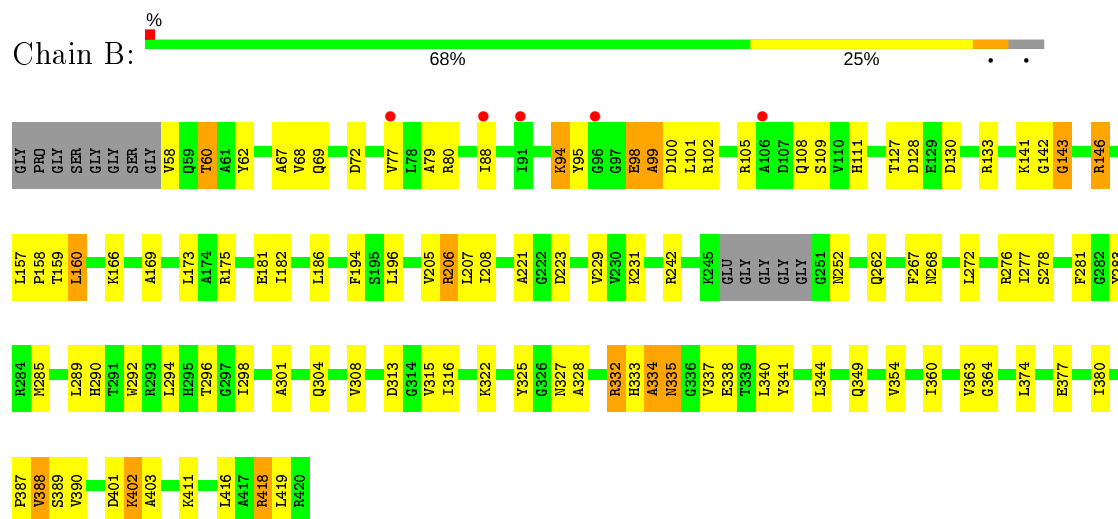 %
Chain B:
68% 25% • •
GLY PRO GLY SER GLY GLY SER GLY V58 Q59 T60 A61 Y62 A67 V68 Q69 D72 V77 L78 A79 R80 I88 I91 K94 Y95 G96 G97 E98 A99 D100 L101 R102 R105 A106 D107 Q108 S109 V110 H111 T127 D128 E129 D130 R133 K141 G142 G143 R146
L157 P158 T159 L160 K166 A169 L173 A174 R175 E181 I182 L186 F194 S195 L196 V205 R206 L207 I208 A221 G222 D223 V229 V230 K231 R242 K245 GLU GLY GLY GLY GLY G251 N252 Q262 F267 N268 L272 R276 I277 S278 F281 G282 Y283
R284 M285 L289 H290 T291 W292 R293 L294 H295 T296 G297 I298 A301 Q304 V308 D313 G314 V315 I316 K322 Y325 G326 N327 A328 R332 H333 A334 N335 G336 V337 E338 T339 L340 Y341 L344 Q349 V354 I360 V363 G364 L374 E377 I380
P387 V388 S389 V390 D401 K402 A403 K411 L416 A417 R418 L419 R420